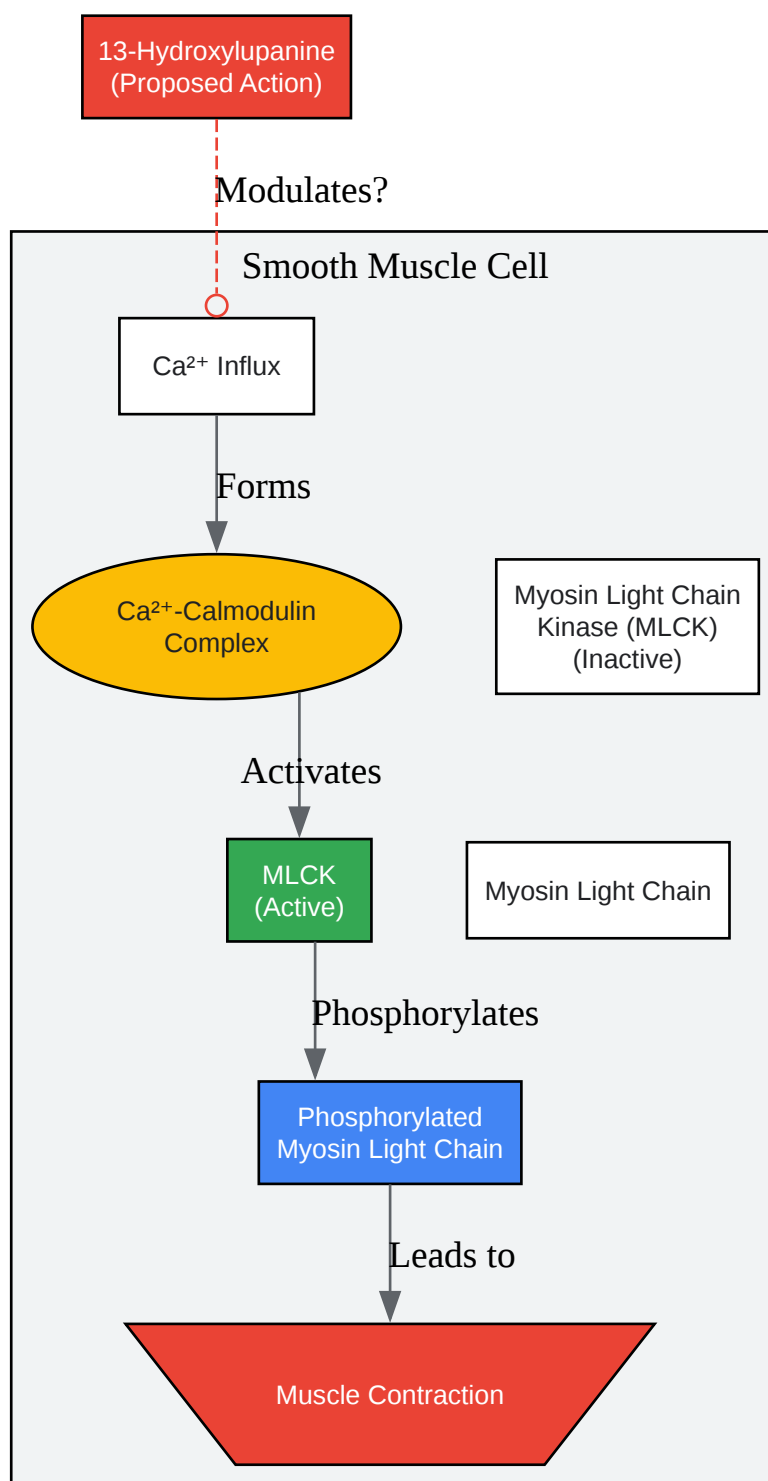 13-Hydroxylupanine
(Proposed Action)
Modulates?
Smooth Muscle Cell
Ca²⁺ Influx
Forms
Ca²⁺-Calmodulin
Complex
Myosin Light Chain
Kinase (MLCK)
(Inactive)
Activates
MLCK
(Active)
Myosin Light Chain
Phosphorylates
Phosphorylated
Myosin Light Chain
Leads to
Muscle Contraction